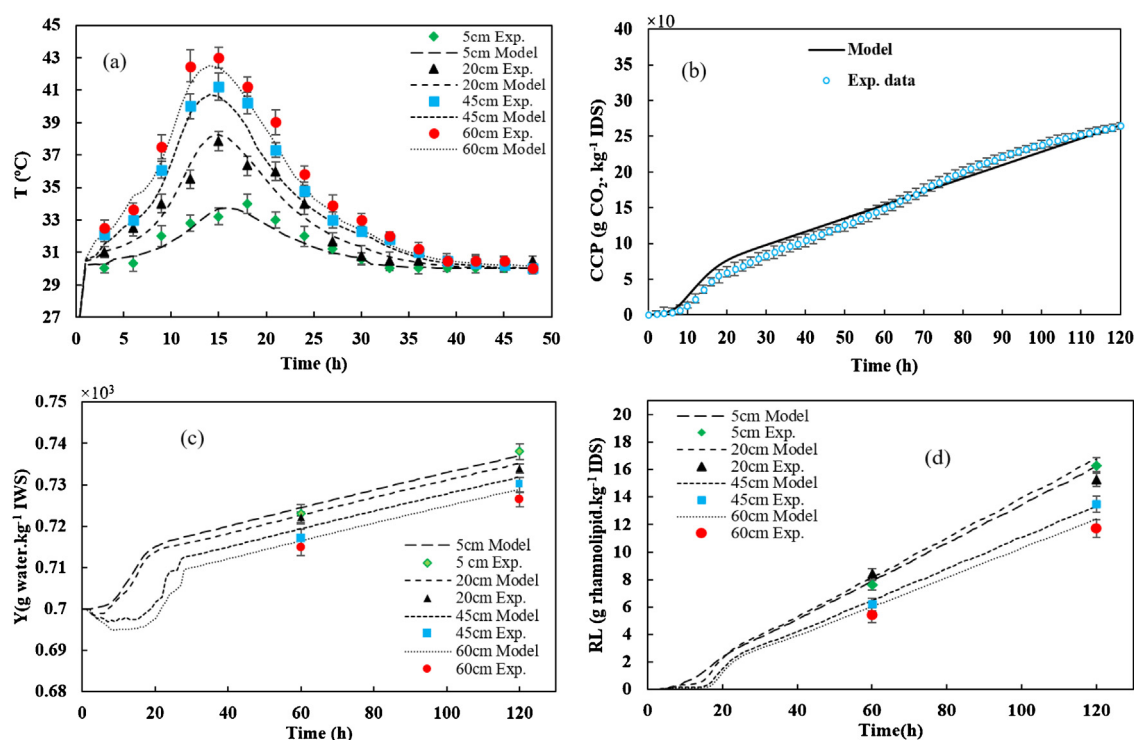 (a)
T (ºC)
45
43
41
39
37
35
33
31
29
27
0 5 10 15 20 25 30 35 40 45 50
Time (h)
5cm Exp.
5cm Model
20cm Exp.
20cm Model
45cm Exp.
45cm Model
60cm Exp.
60cm Model
×10
(b)
CCP (g CO₂. kg⁻¹ IDS)
40
35
30
25
20
15
10
5
0
0 10 20 30 40 50 60 70 80 90 100 110 120
Time (h)
Model
Exp. data
×10³
(c)
Y(g water.kg⁻¹ IWS)
0.75
0.74
0.73
0.72
0.71
0.7
0.69
0.68
0 20 40 60 80 100 120
Time (h)
5cm Model
5 cm Exp.
20cm Model
20cm Exp.
45cm Model
45cm Exp.
60cm Model
60cm Exp.
(d)
RL (g rhamnolipid.kg⁻¹ IDS)
20
18
16
14
12
10
8
6
4
2
0
0 20 40 60 80 100 120
Time(h)
5cm Model
5cm Exp.
20cm Model
20cm Exp.
45cm Model
45cm Exp.
60cm Model
60cm Exp.